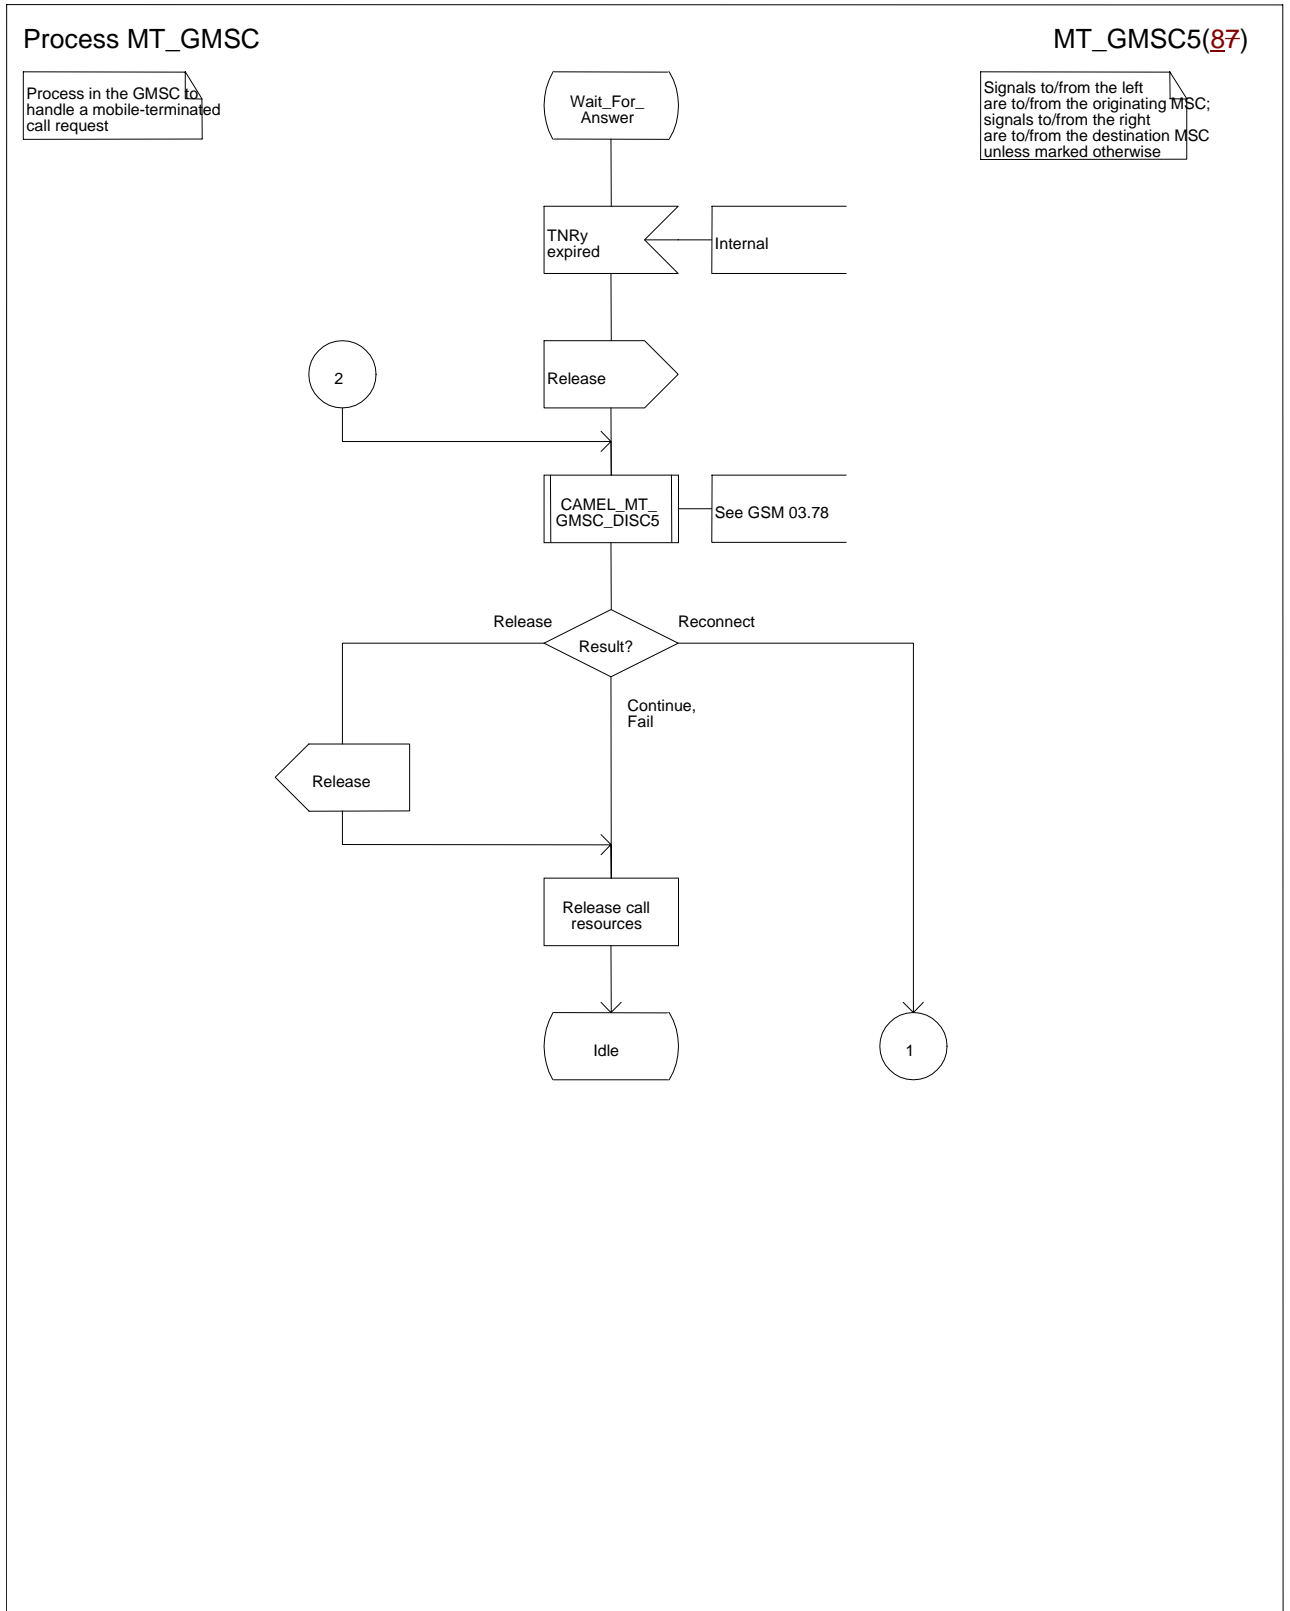 Process MT_GMSC
MT_GMSC5(87)
Process in the GMSC to
handle a mobile-terminated
call request
Signals to/from the left
are to/from the originating MSC;
signals to/from the right
are to/from the destination MSC
unless marked otherwise
Wait_For_
Answer
TNRy
expired
Internal
2
Release
CAMEL_MT_
GMSC_DISC5
See GSM 03.78
Release
Reconnect
Result?
Continue,
Fail
Release
Release call
resources
Idle
1